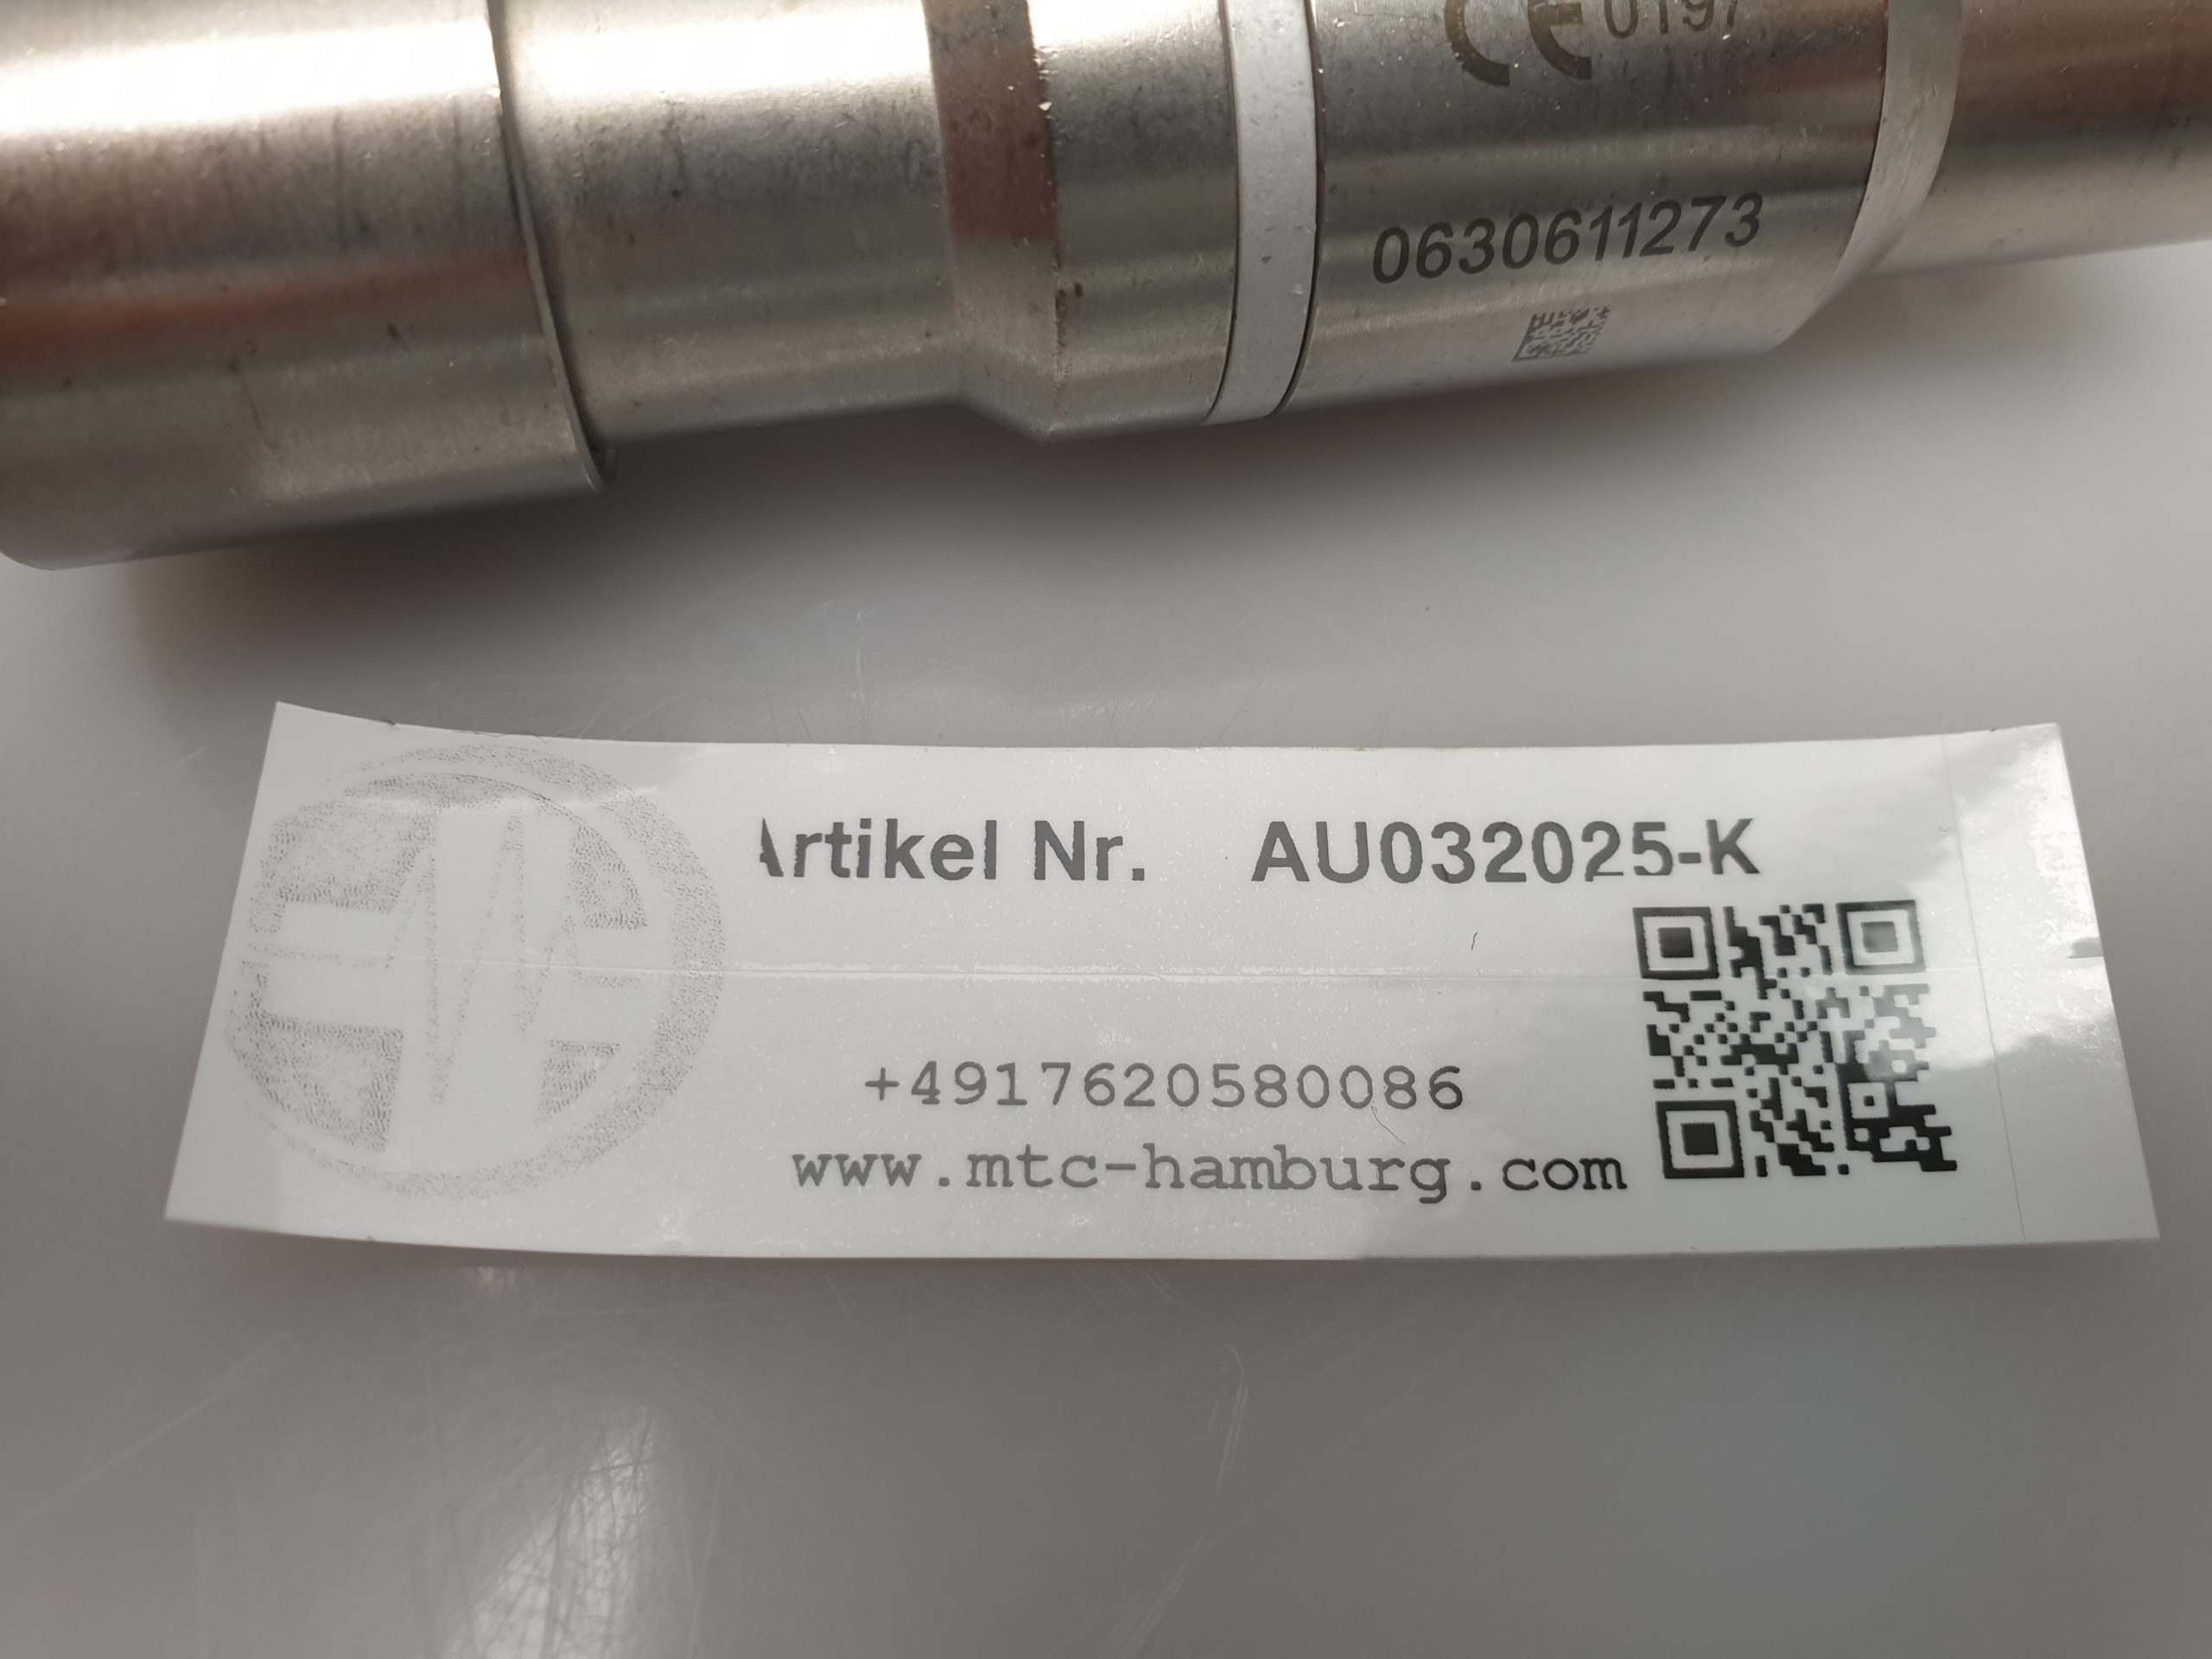 0197
0630611273
Artikel Nr. AU032025-K
+4917620580086
www.mtc-hamburg.com